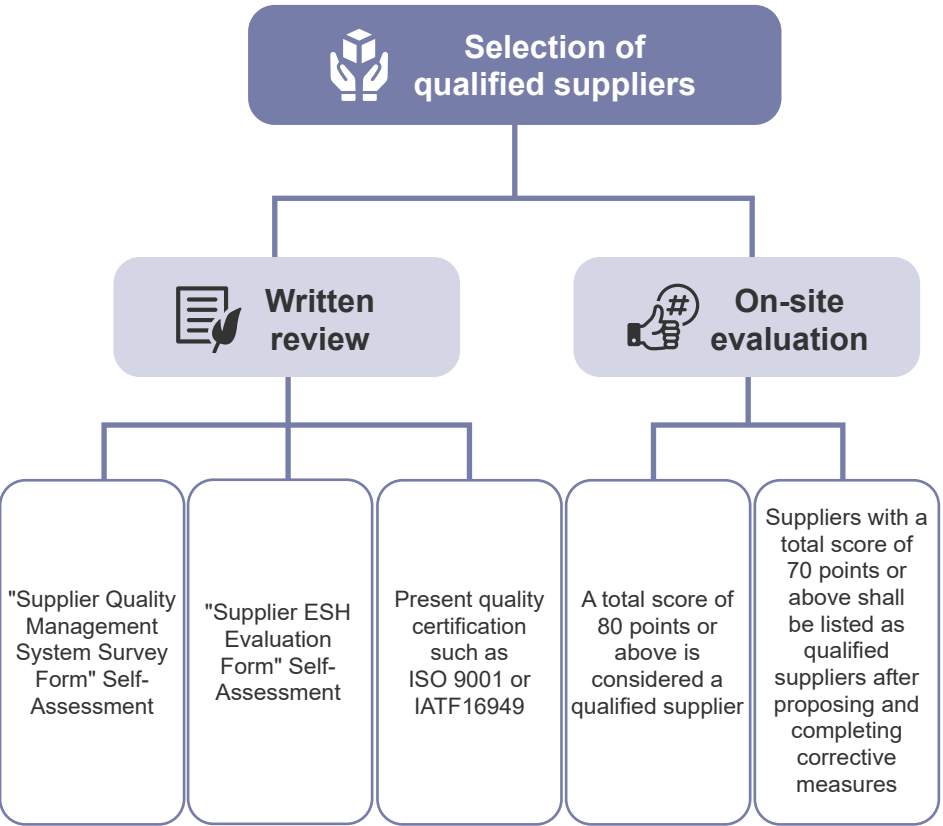 Selection of
qualified suppliers
Written
review
#
On-site
evaluation
"Supplier Quality
Management
System Survey
Form" Self-
Assessment
"Supplier ESH
Evaluation
Form" Self-
Assessment
Present quality
certification
such as
ISO 9001 or
IATF16949
A total score of
80 points or
above is
considered a
qualified supplier
Suppliers with a
total score of
70 points or
above shall
be listed as
qualified
suppliers after
proposing and
completing
corrective
measures